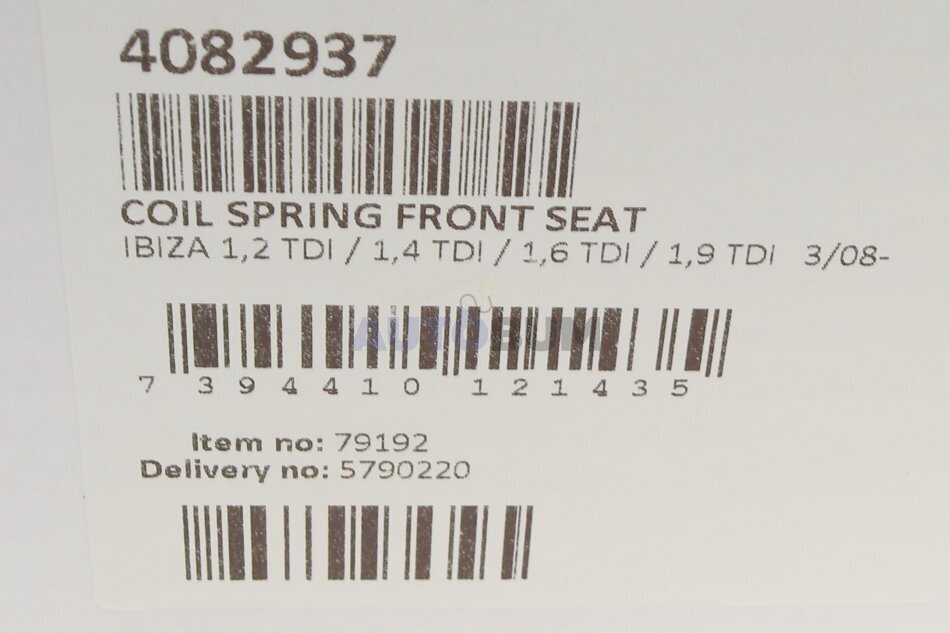 4082937
COIL SPRING FRONT SEAT
IBIZA 1,2 TDI / 1,4 TDI / 1,6 TDI / 1,9 TDI 3/08-
AUTOBUM
7 394410 121435
Item no: 79192
Delivery no: 5790220